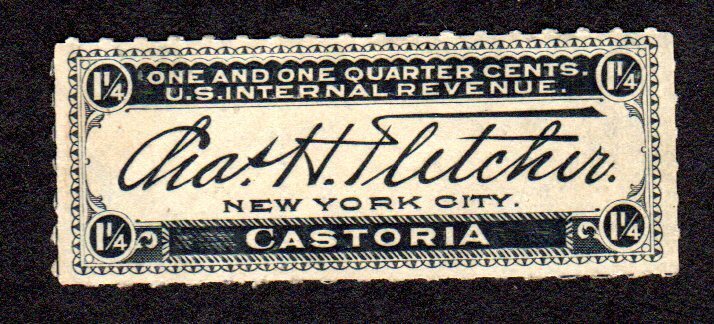 1¼ ONE AND ONE QUARTER CENTS. 1¼
U.S. INTERNAL REVENUE.
Chas. H. Fletcher.
NEW YORK CITY.
1¼ CASTORIA 1¼